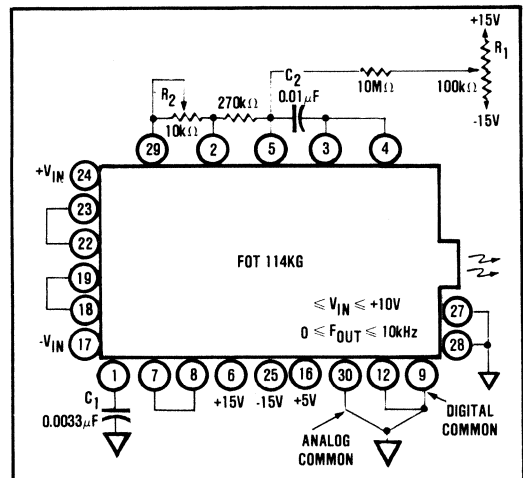 +15V
R1
C2
R2
270kΩ
0.01μF
10MΩ
100kΩ
10kΩ
-15V
29
2
5
3
4
+VIN
24
23
22
FOT 114KG
19
18
≤ VIN ≤ +10V
27
0 ≤ FOUT ≤ 10kHz
-VIN
17
28
1
7
8
6
25
16
30
12
9
C1
+15V
-15V
+5V
0.0033μF
DIGITAL
COMMON
ANALOG
COMMON